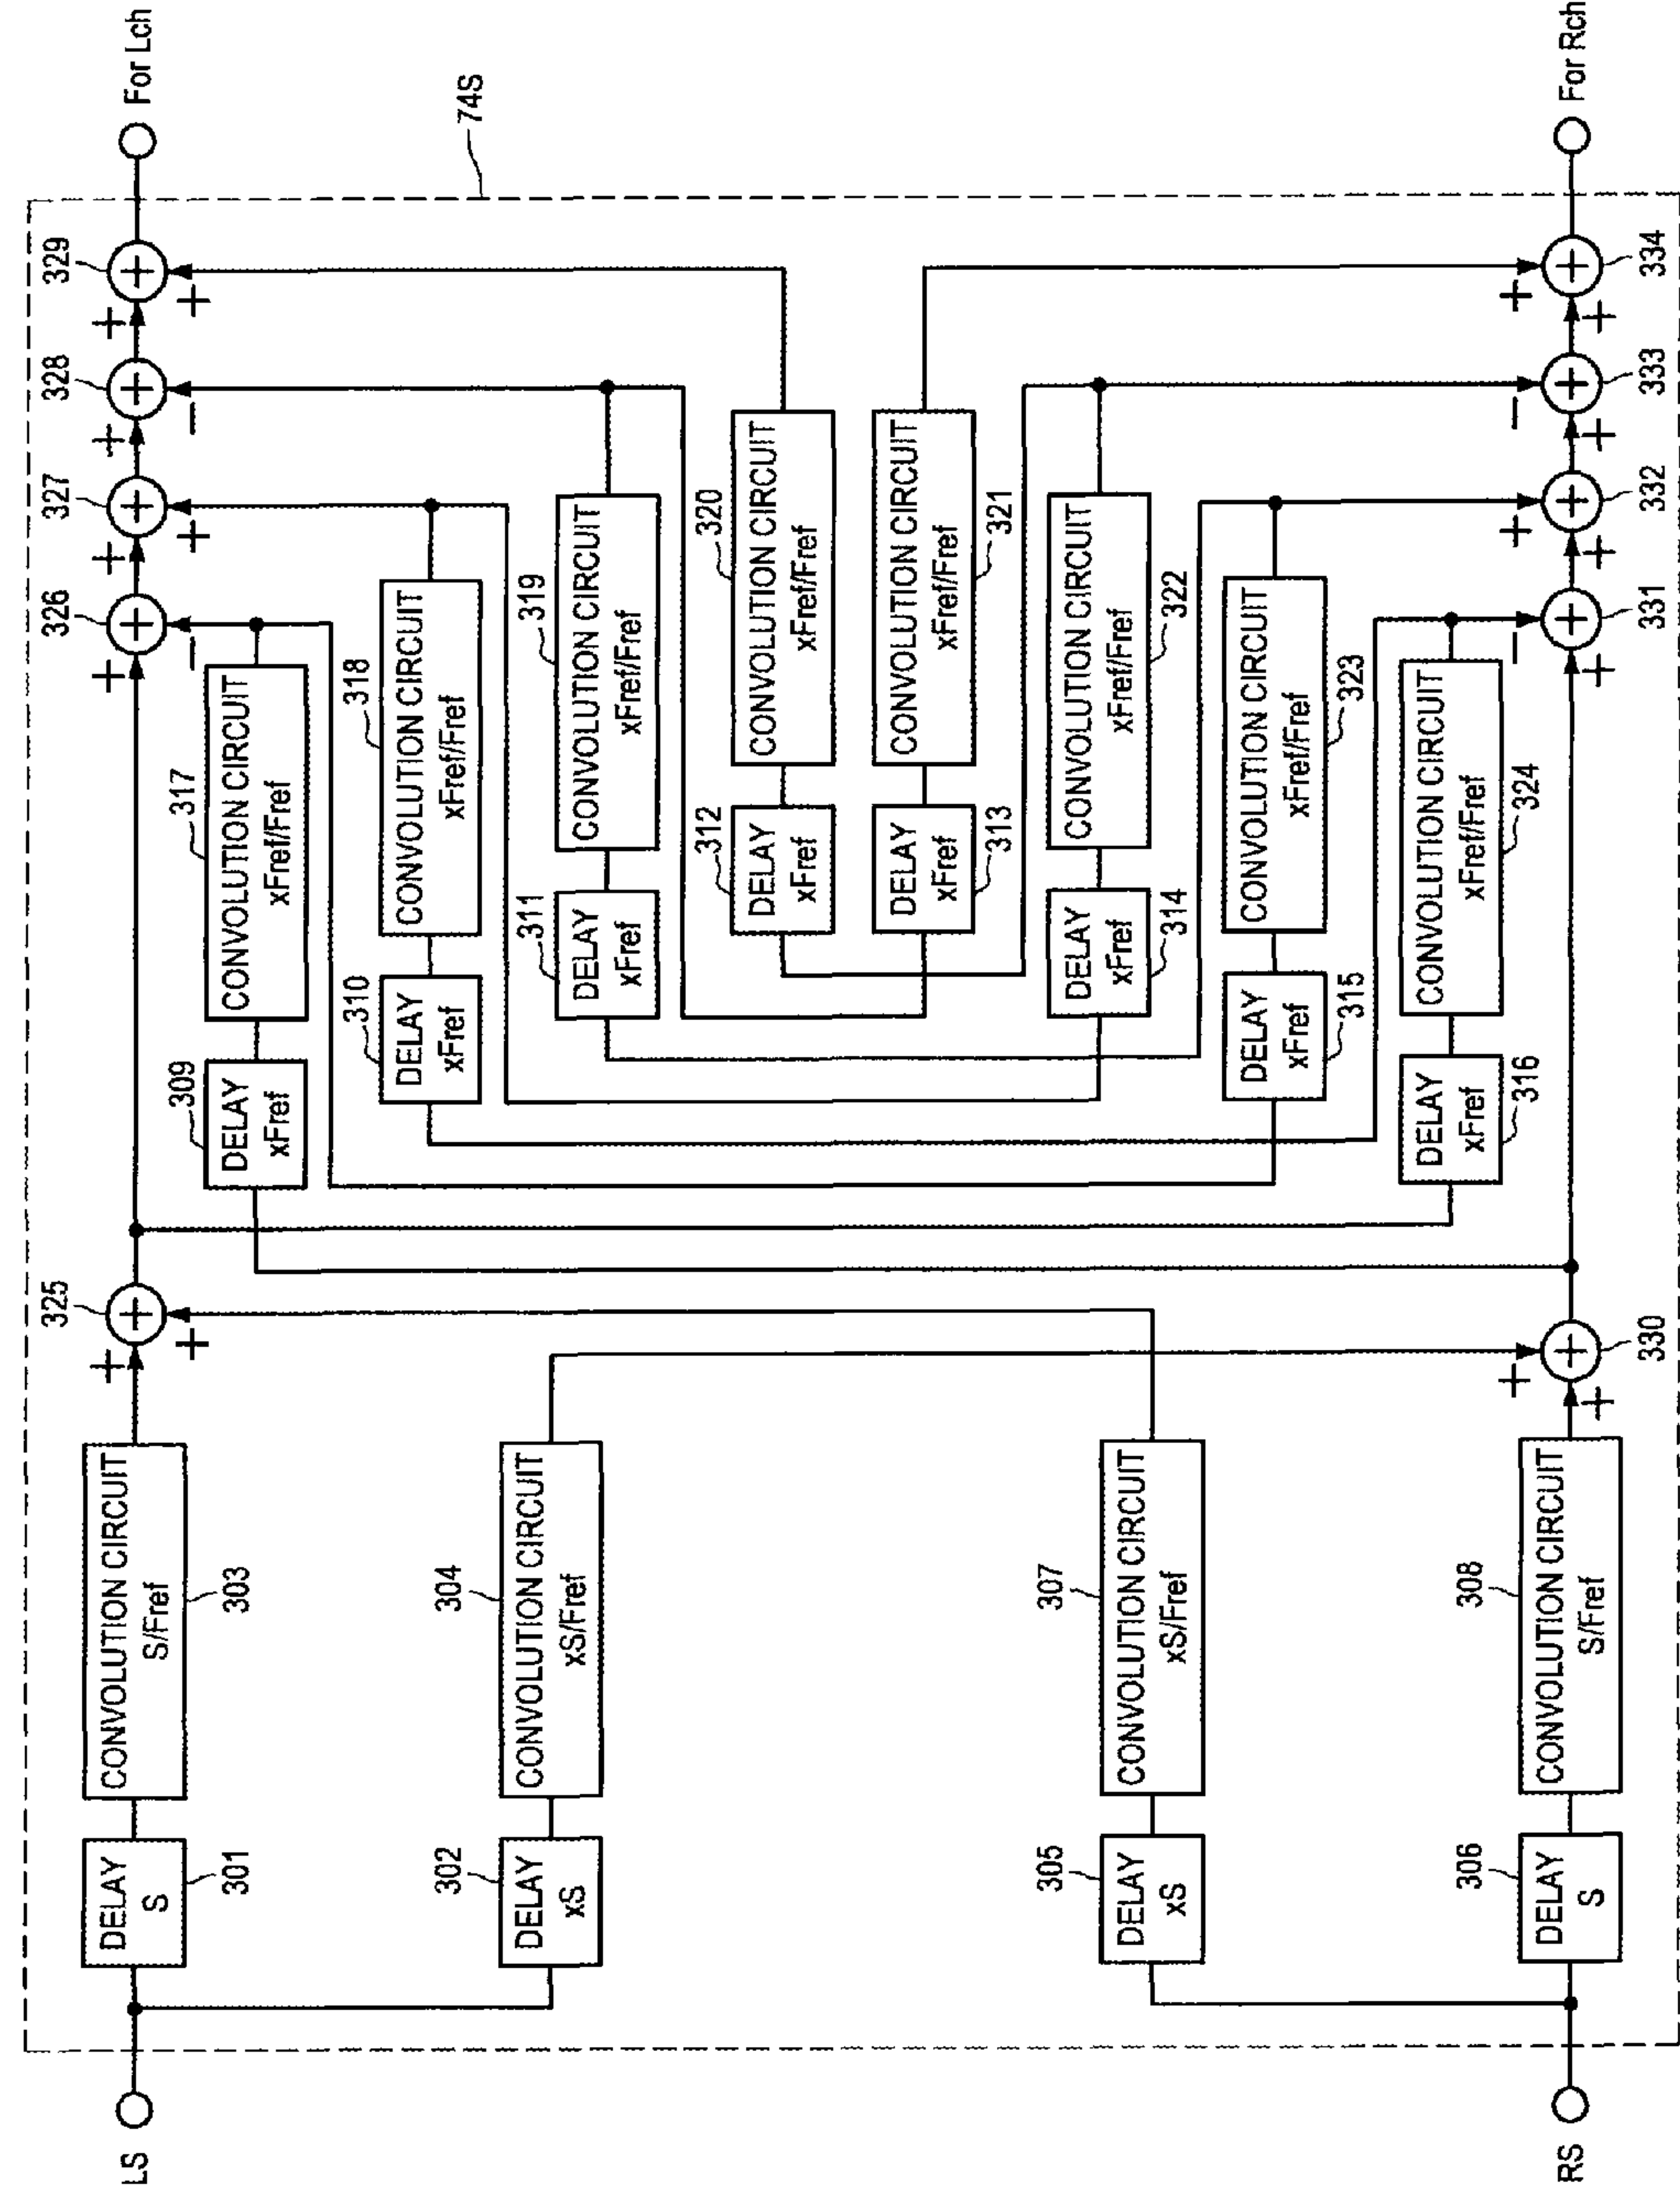 LS
RS
DELAY
S
301
CONVOLUTION CIRCUIT
S/Fref
303
DELAY
xS
302
CONVOLUTION CIRCUIT
xS/Fref
304
DELAY
xS
305
CONVOLUTION CIRCUIT
xS/Fref
307
DELAY
S
306
CONVOLUTION CIRCUIT
S/Fref
308
325
+
+
+
330
+
+
+
DELAY
xFref
309
CONVOLUTION CIRCUIT
xFref/Fref
317
DELAY
xFref
310
CONVOLUTION CIRCUIT
xFref/Fref
318
DELAY
xFref
311
CONVOLUTION CIRCUIT
xFref/Fref
319
DELAY
xFref
312
CONVOLUTION CIRCUIT
xFref/Fref
320
DELAY
xFref
313
CONVOLUTION CIRCUIT
xFref/Fref
321
DELAY
xFref
314
CONVOLUTION CIRCUIT
xFref/Fref
322
DELAY
xFref
315
CONVOLUTION CIRCUIT
xFref/Fref
323
DELAY
xFref
316
CONVOLUTION CIRCUIT
xFref/Fref
324
326
+
+
−
327
+
+
+
328
+
+
−
329
+
+
+
331
+
−
+
332
+
+
+
333
+
−
+
334
+
+
+
74S
For Lch
For Rch